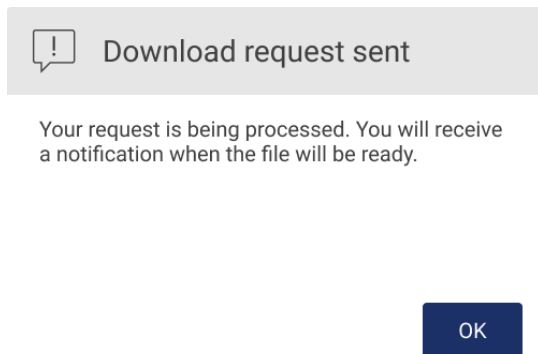 !
Download request sent
Your request is being processed. You will receive
a notification when the file will be ready.
OK